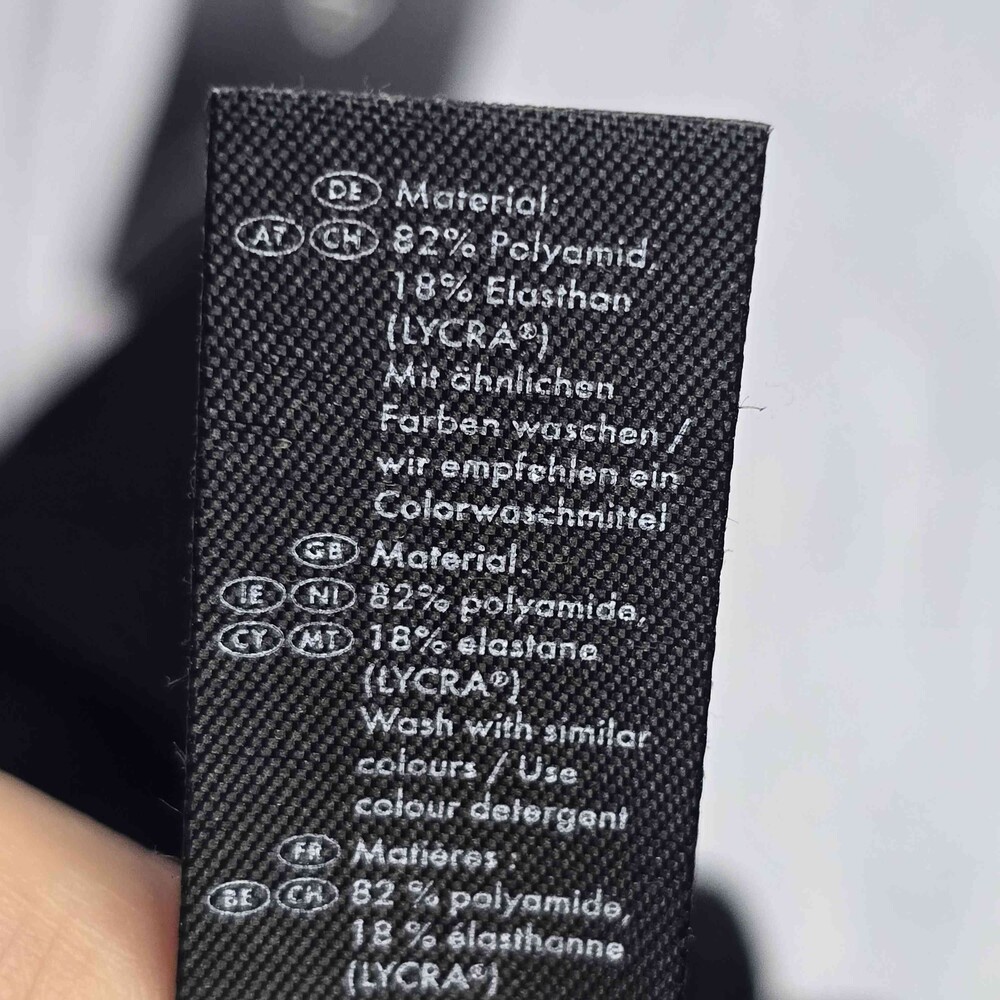 DE Material:
AT CH 82% Polyamid,
18% Elasthan
(LYCRA®)
Mit ähnlichen
Farben waschen /
wir empfehlen ein
Colorwaschmittel
GB Material:
IE NI 82% polyamide,
CY MT 18% elastane
(LYCRA®)
Wash with similar
colours / Use
colour detergent
FR Matières :
BE CH 82 % polyamide,
18 % élasthanne
(LYCRA®)